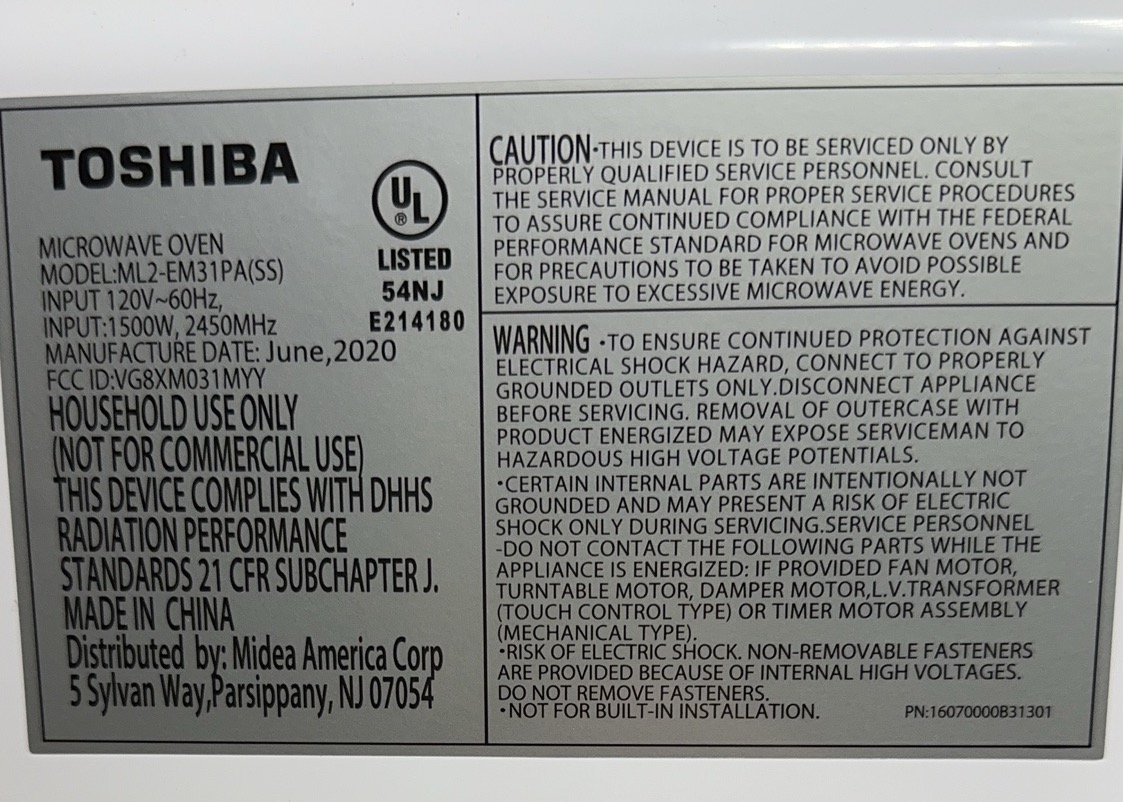 TOSHIBA
UL
®
LISTED
54NJ
E214180
MICROWAVE OVEN
MODEL:ML2-EM31PA(SS)
INPUT 120V~60Hz,
INPUT:1500W, 2450MHz
MANUFACTURE DATE: June,2020
FCC ID:VG8XM031MYY
HOUSEHOLD USE ONLY
(NOT FOR COMMERCIAL USE)
THIS DEVICE COMPLIES WITH DHHS
RADIATION PERFORMANCE
STANDARDS 21 CFR SUBCHAPTER J.
MADE IN CHINA
Distributed by: Midea America Corp
5 Sylvan Way,Parsippany, NJ 07054
CAUTION•THIS DEVICE IS TO BE SERVICED ONLY BY
PROPERLY QUALIFIED SERVICE PERSONNEL. CONSULT
THE SERVICE MANUAL FOR PROPER SERVICE PROCEDURES
TO ASSURE CONTINUED COMPLIANCE WITH THE FEDERAL
PERFORMANCE STANDARD FOR MICROWAVE OVENS AND
FOR PRECAUTIONS TO BE TAKEN TO AVOID POSSIBLE
EXPOSURE TO EXCESSIVE MICROWAVE ENERGY.
WARNING •TO ENSURE CONTINUED PROTECTION AGAINST
ELECTRICAL SHOCK HAZARD, CONNECT TO PROPERLY
GROUNDED OUTLETS ONLY.DISCONNECT APPLIANCE
BEFORE SERVICING. REMOVAL OF OUTERCASE WITH
PRODUCT ENERGIZED MAY EXPOSE SERVICEMAN TO
HAZARDOUS HIGH VOLTAGE POTENTIALS.
•CERTAIN INTERNAL PARTS ARE INTENTIONALLY NOT
GROUNDED AND MAY PRESENT A RISK OF ELECTRIC
SHOCK ONLY DURING SERVICING.SERVICE PERSONNEL
-DO NOT CONTACT THE FOLLOWING PARTS WHILE THE
APPLIANCE IS ENERGIZED: IF PROVIDED FAN MOTOR,
TURNTABLE MOTOR, DAMPER MOTOR,L.V.TRANSFORMER
(TOUCH CONTROL TYPE) OR TIMER MOTOR ASSEMBLY
(MECHANICAL TYPE).
•RISK OF ELECTRIC SHOCK. NON-REMOVABLE FASTENERS
ARE PROVIDED BECAUSE OF INTERNAL HIGH VOLTAGES.
DO NOT REMOVE FASTENERS.
•NOT FOR BUILT-IN INSTALLATION.
PN:16070000B31301